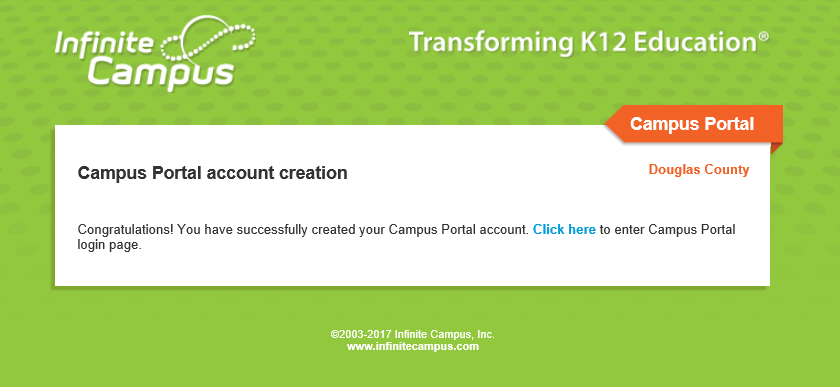 Infinite Campus
Transforming K12 Education®
Campus Portal
Campus Portal account creation
Douglas County
Congratulations! You have successfully created your Campus Portal account. Click here to enter Campus Portal
login page.
©2003-2017 Infinite Campus, Inc.
www.infinitecampus.com